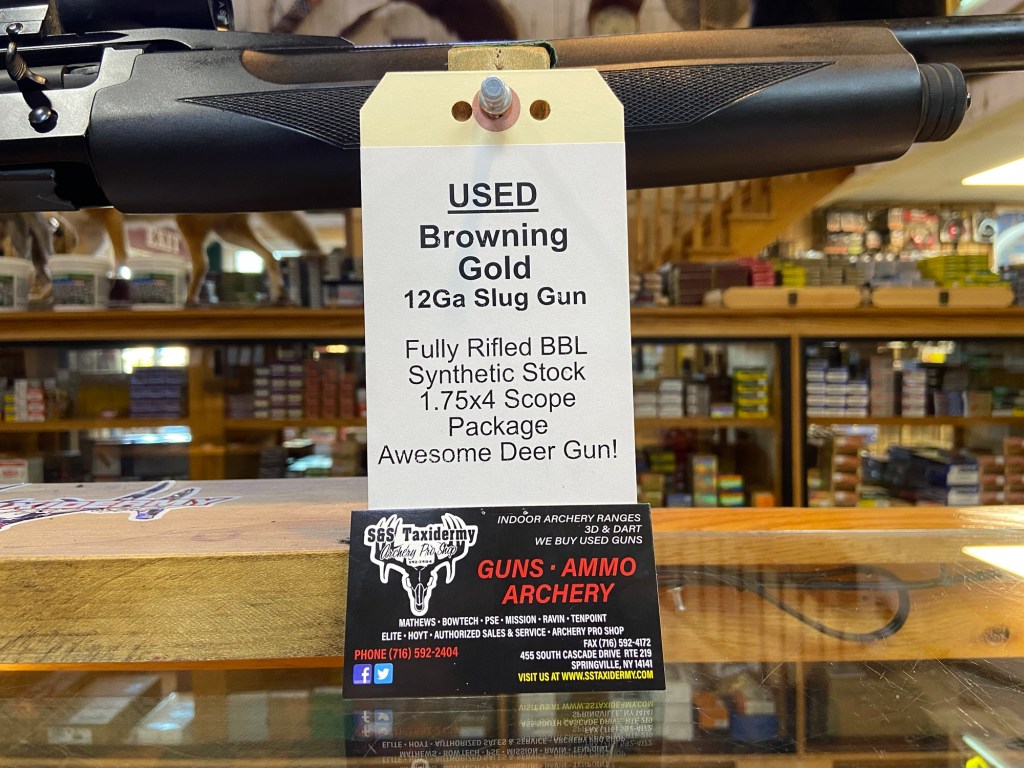 USED
Browning
Gold
12Ga Slug Gun
Fully Rifled BBL
Synthetic Stock
1.75x4 Scope
Package
Awesome Deer Gun!
S&S Taxidermy
Archery Pro Shop
592-2404
INDOOR ARCHERY RANGES
3D & DART
WE BUY USED GUNS
GUNS · AMMO
ARCHERY
MATHEWS · BOWTECH · PSE · MISSION · RAVIN · TENPOINT
ELITE · HOYT · AUTHORIZED SALES & SERVICE · ARCHERY PRO SHOP
PHONE (716) 592-2404
FAX (716) 592-4172
455 SOUTH CASCADE DRIVE RTE 219
SPRINGVILLE, NY 14141
VISIT US AT WWW.SSTAXIDERMY.COM
EXIT